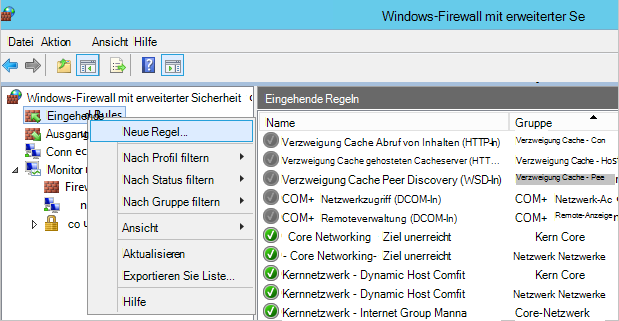 Windows-Firewall mit erweiterter Se
Datei Aktion Ansicht Hilfe
Windows-Firewall mit erweiterter Sicherheit
Eingehende Rules
Ausgang
Conn ec
Monitor
Firew
n
co u
Neue Regel...
Nach Profil filtern
Nach Status filtern
Nach Gruppe filtern
Ansicht
Aktualisieren
Exportieren Sie Liste...
Hilfe
Eingehende Regeln
Name Gruppe
Verzweigung Cache Abruf von Inhalten (HTTP-In) Verzweigung Cache - Con
Verzweigung Cache gehosteten Cacheserver (HTT... Verzweigung Cache - HoS
Verzweigung Cache Peer Discovery (WSD-In) Verzweigung Cache - Pee
COM+ Netzwerkzugriff (DCOM-In) COM+ Netzwerk-Ac
COM+ Remoteverwaltung (DCOM-In) COM+ Remote-Anzeige
Core Networking Ziel unerreicht Kern Core
- Core Networking- Ziel unerreicht Netzwerk Netzwerke
Kernnetzwerk - Dynamic Host Comfit Kern Core
Kernnetzwerk - Dynamic Host Comfit Netzwerk Netzwerke
Kernnetzwerk - Internet Group Manna Core-Netzwerk